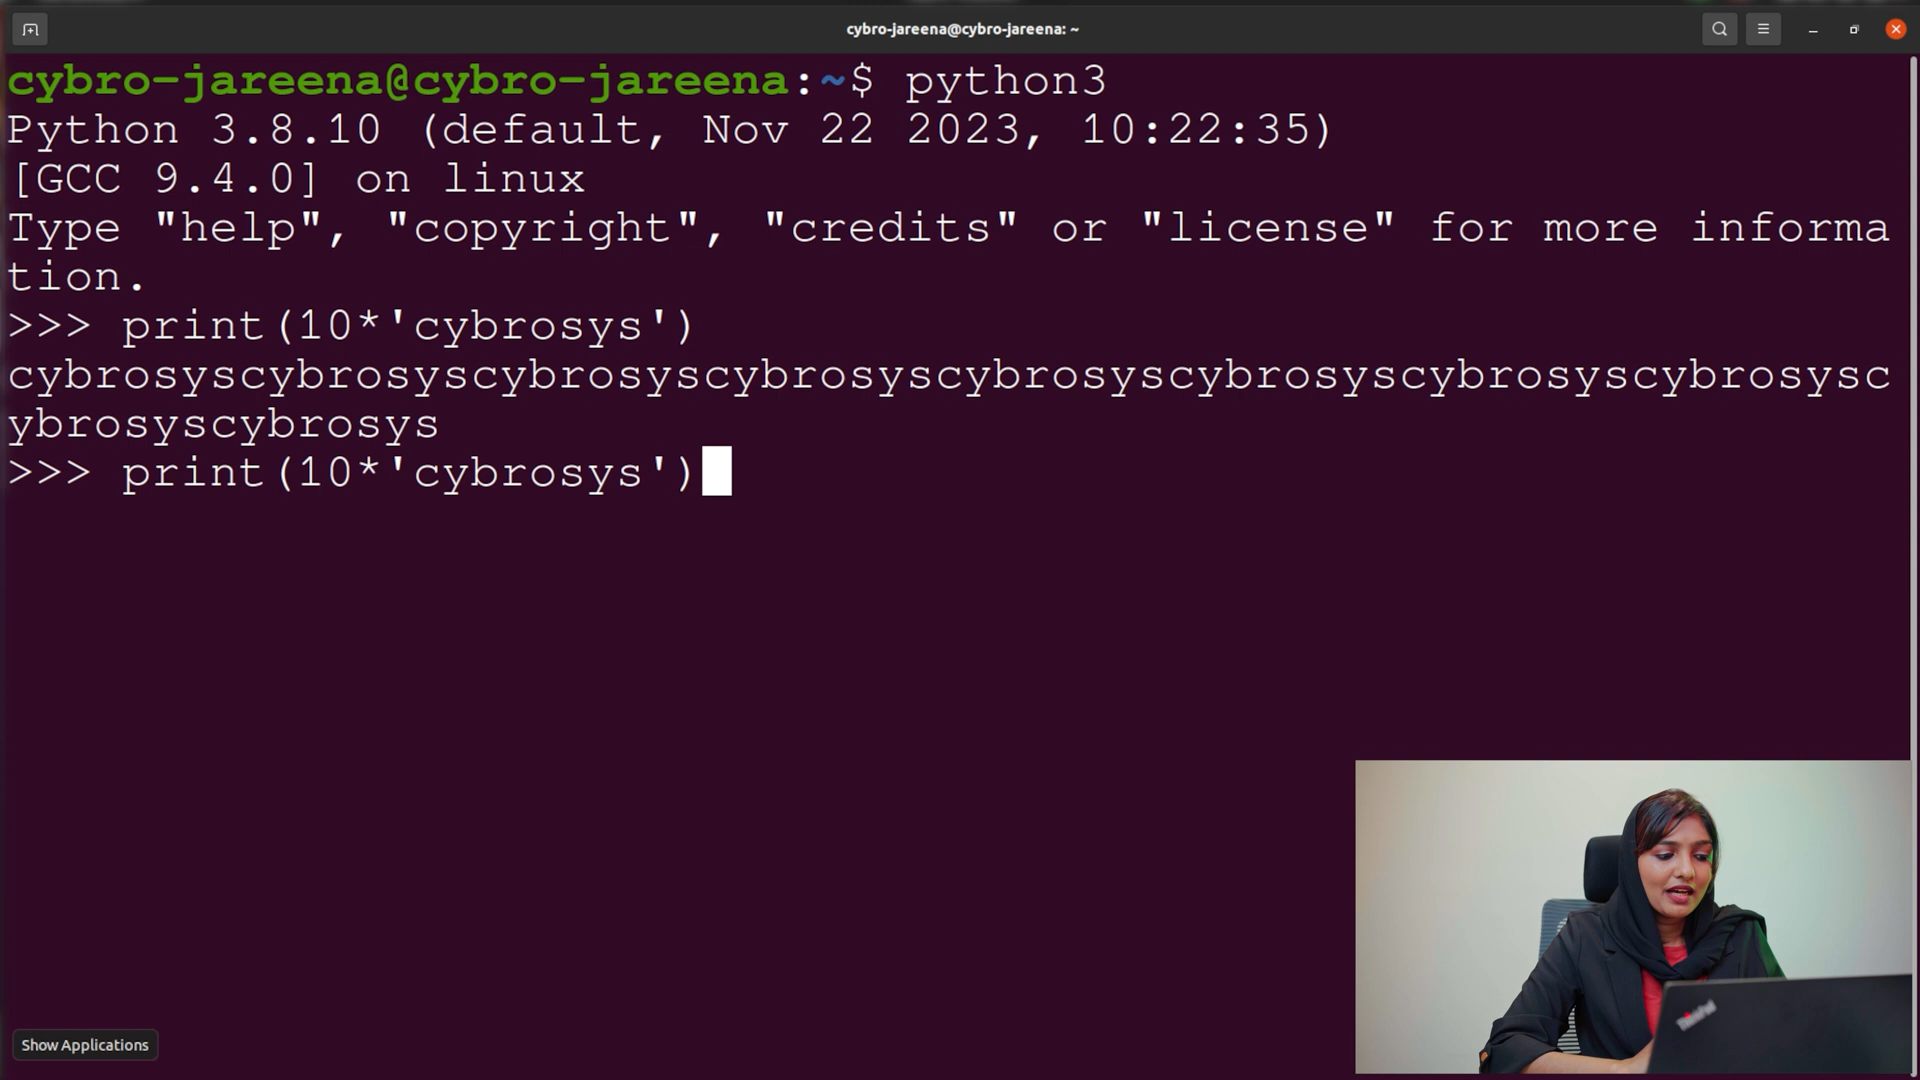 cybro-jareena@cybro-jareena: ~
cybro-jareena@cybro-jareena:~$ python3
Python 3.8.10 (default, Nov 22 2023, 10:22:35)
[GCC 9.4.0] on linux
Type "help", "copyright", "credits" or "license" for more informa
tion.
>>> print(10*'cybrosys')
cybrosyscybrosyscybrosyscybrosyscybrosyscybrosyscybrosyscybrosysc
ybrosyscybrosys
>>> print(10*'cybrosys')
ThinkPad
Show Applications